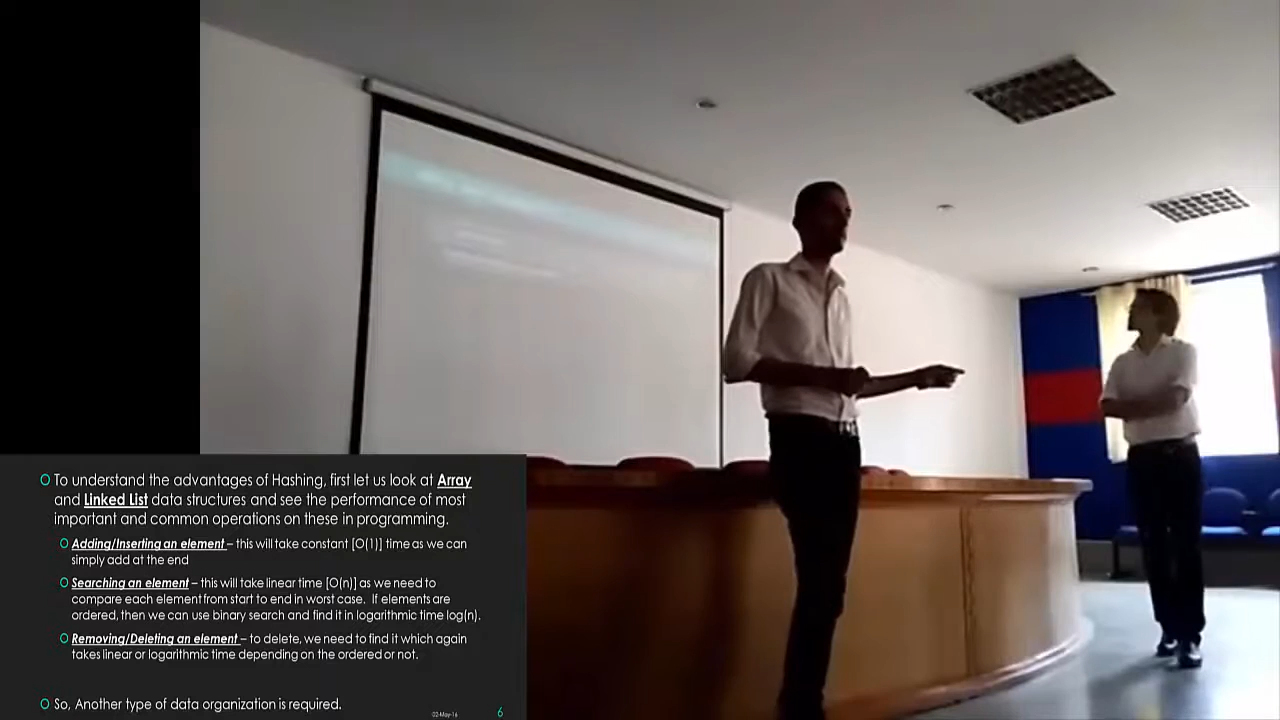 To understand the advantages of Hashing, first let us look at Array
and Linked List data structures and see the performance of most
important and common operations on these in programming.
Adding/Inserting an element – this will take constant [O(1)] time as we can
simply add at the end
Searching an element – this will take linear time [O(n)] as we need to
compare each element from start to end in worst case. If elements are
ordered, then we can use binary search and find it in logarithmic time log(n).
Removing/Deleting an element – to delete, we need to find it which again
takes linear or logarithmic time depending on the ordered or not.
So, Another type of data organization is required.
02-May-16
6